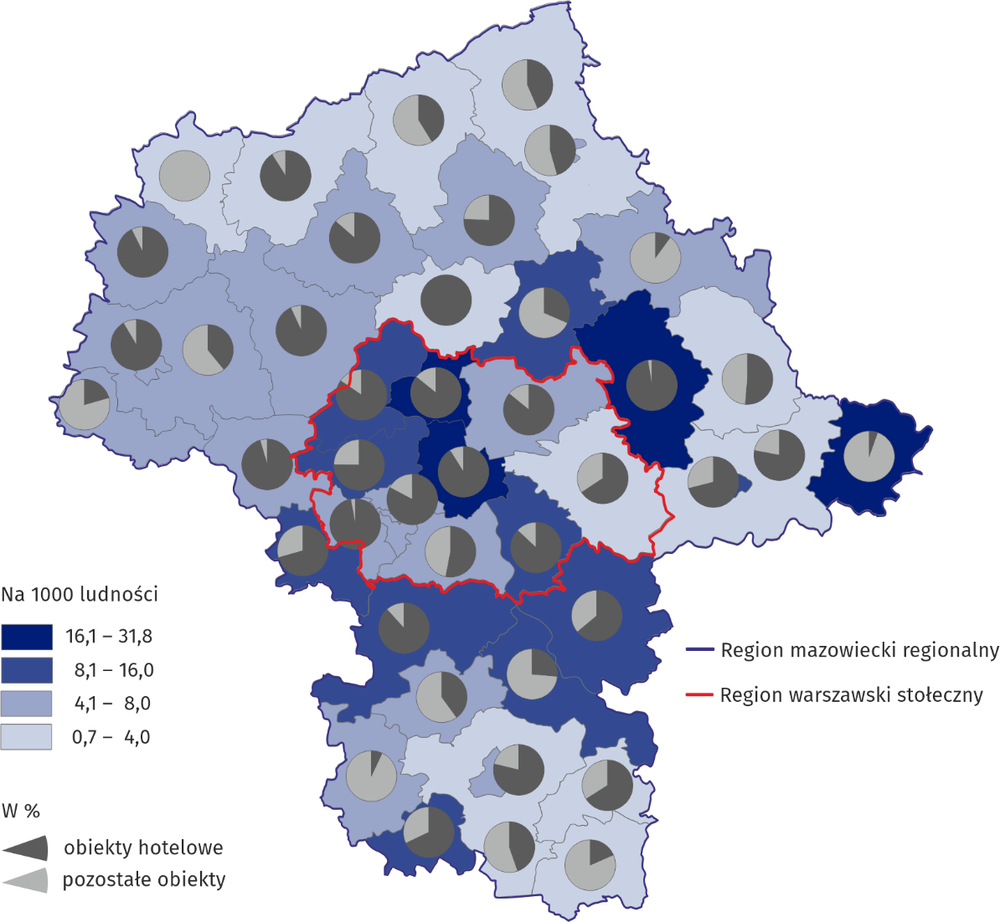 Na 1000 ludności
16,1 – 31,8
8,1 – 16,0
4,1 – 8,0
0,7 – 4,0
W %
obiekty hotelowe
pozostałe obiekty
Region mazowiecki regionalny
Region warszawski stołeczny